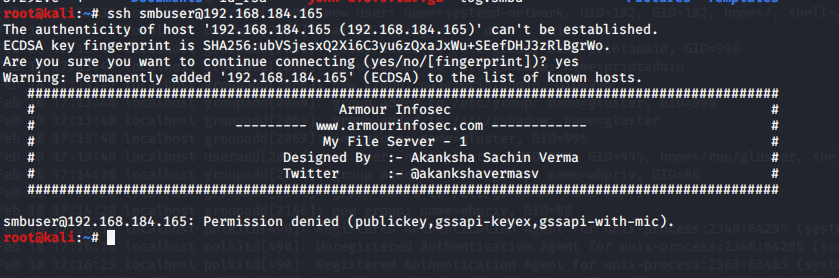 root@kali:~# ssh smbuser@192.168.184.165
The authenticity of host '192.168.184.165 (192.168.184.165)' can't be established.
ECDSA key fingerprint is SHA256:ubVSjesxQ2Xi6C3yu6zQxaJxWu+SEefDHJ3zRlBgrWo.
Are you sure you want to continue connecting (yes/no/[fingerprint])? yes
Warning: Permanently added '192.168.184.165' (ECDSA) to the list of known hosts.
##############################################################################################
# Armour Infosec #
# --------- www.armourinfosec.com ------------ #
# My File Server - 1 #
# Designed By :- Akanksha Sachin Verma #
# Twitter :- @akankshavermasv #
##############################################################################################
smbuser@192.168.184.165: Permission denied (publickey,gssapi-keyex,gssapi-with-mic).
root@kali:~#